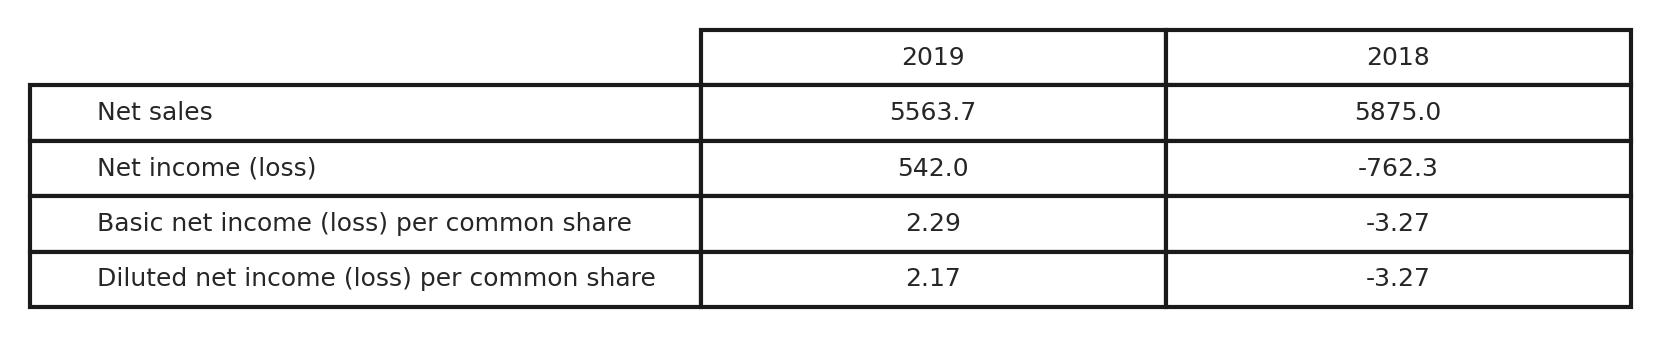 2019 2018
Net sales 5563.7 5875.0
Net income (loss) 542.0 -762.3
Basic net income (loss) per common share 2.29 -3.27
Diluted net income (loss) per common share 2.17 -3.27